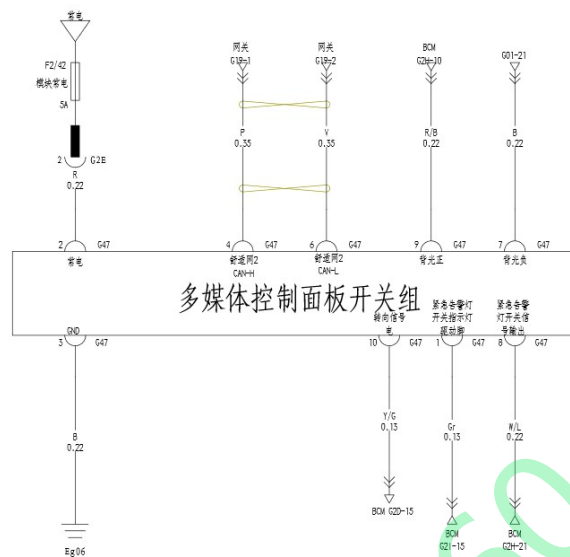 常电
F2/42
模块常电
5A
2 G2E
R
0.22
2 G47
常电
网关
G19-1
P
0.35
4 G47
舒适网2
CAN-H
网关
G19-2
V
0.35
6 G47
舒适网2
CAN-L
BCM
G2H-10
R/B
0.22
9 G47
背光正
G01-21
B
0.22
7 G47
背光负
多媒体控制面板开关组
GND
3 G47
B
0.22
Eg06
转向信号
电
10 G47
Y/G
0.13
BCM G2D-15
紧急告警灯
开关指示灯
驱动脚
1 G47
Gr
0.13
BCM
G2I-15
紧急告警
灯开关信
号输出
8 G47
W/L
0.22
BCM
G2H-21